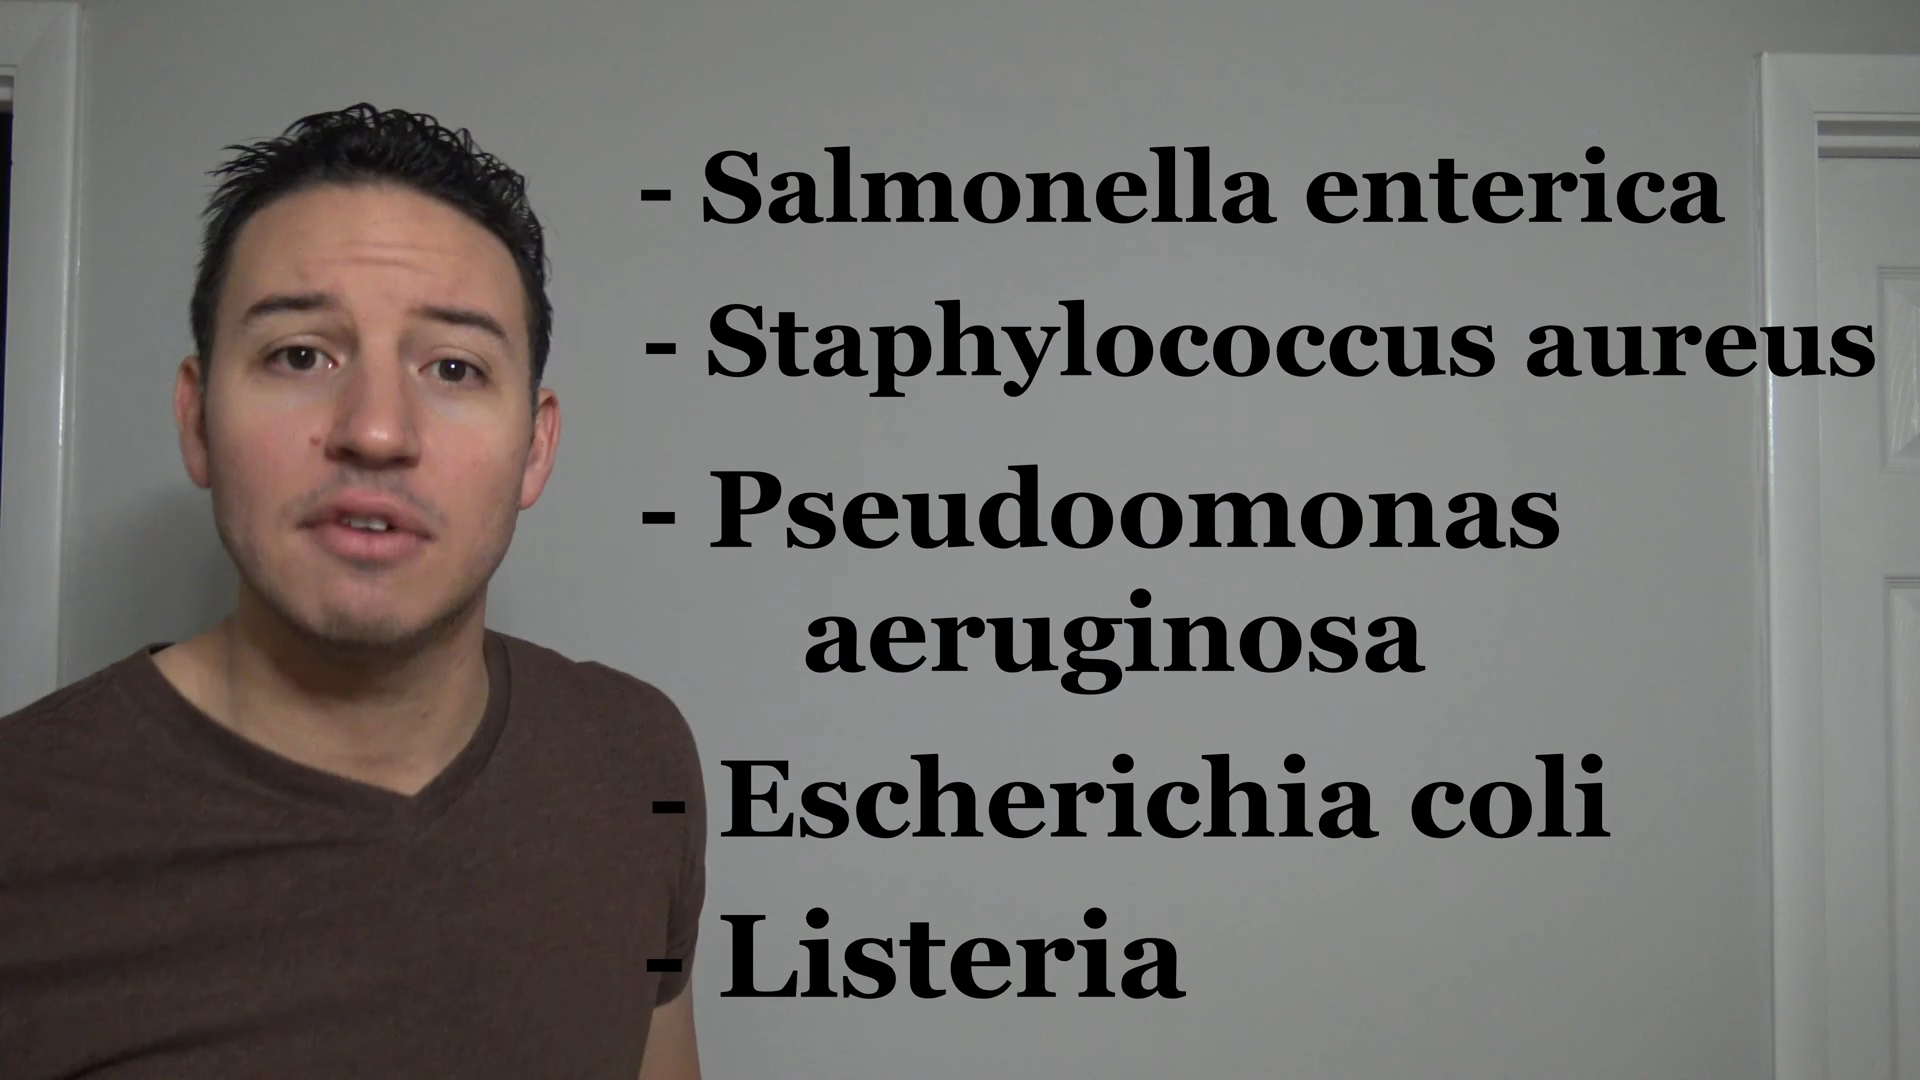 - Salmonella enterica
- Staphylococcus aureus
- Pseudoomonas
aeruginosa
- Escherichia coli
- Listeria